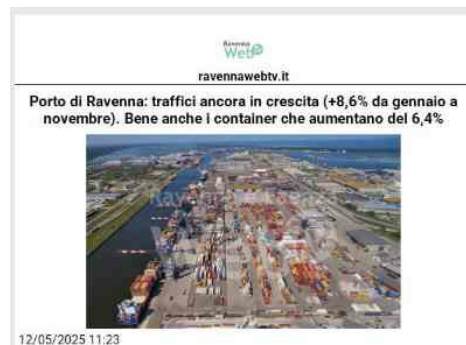 Ravenna
Web
ravennawebtv.it
Porto di Ravenna: traffici ancora in crescita (+8,6% da gennaio a
novembre). Bene anche i container che aumentano del 6,4%
12/05/2025 11:23